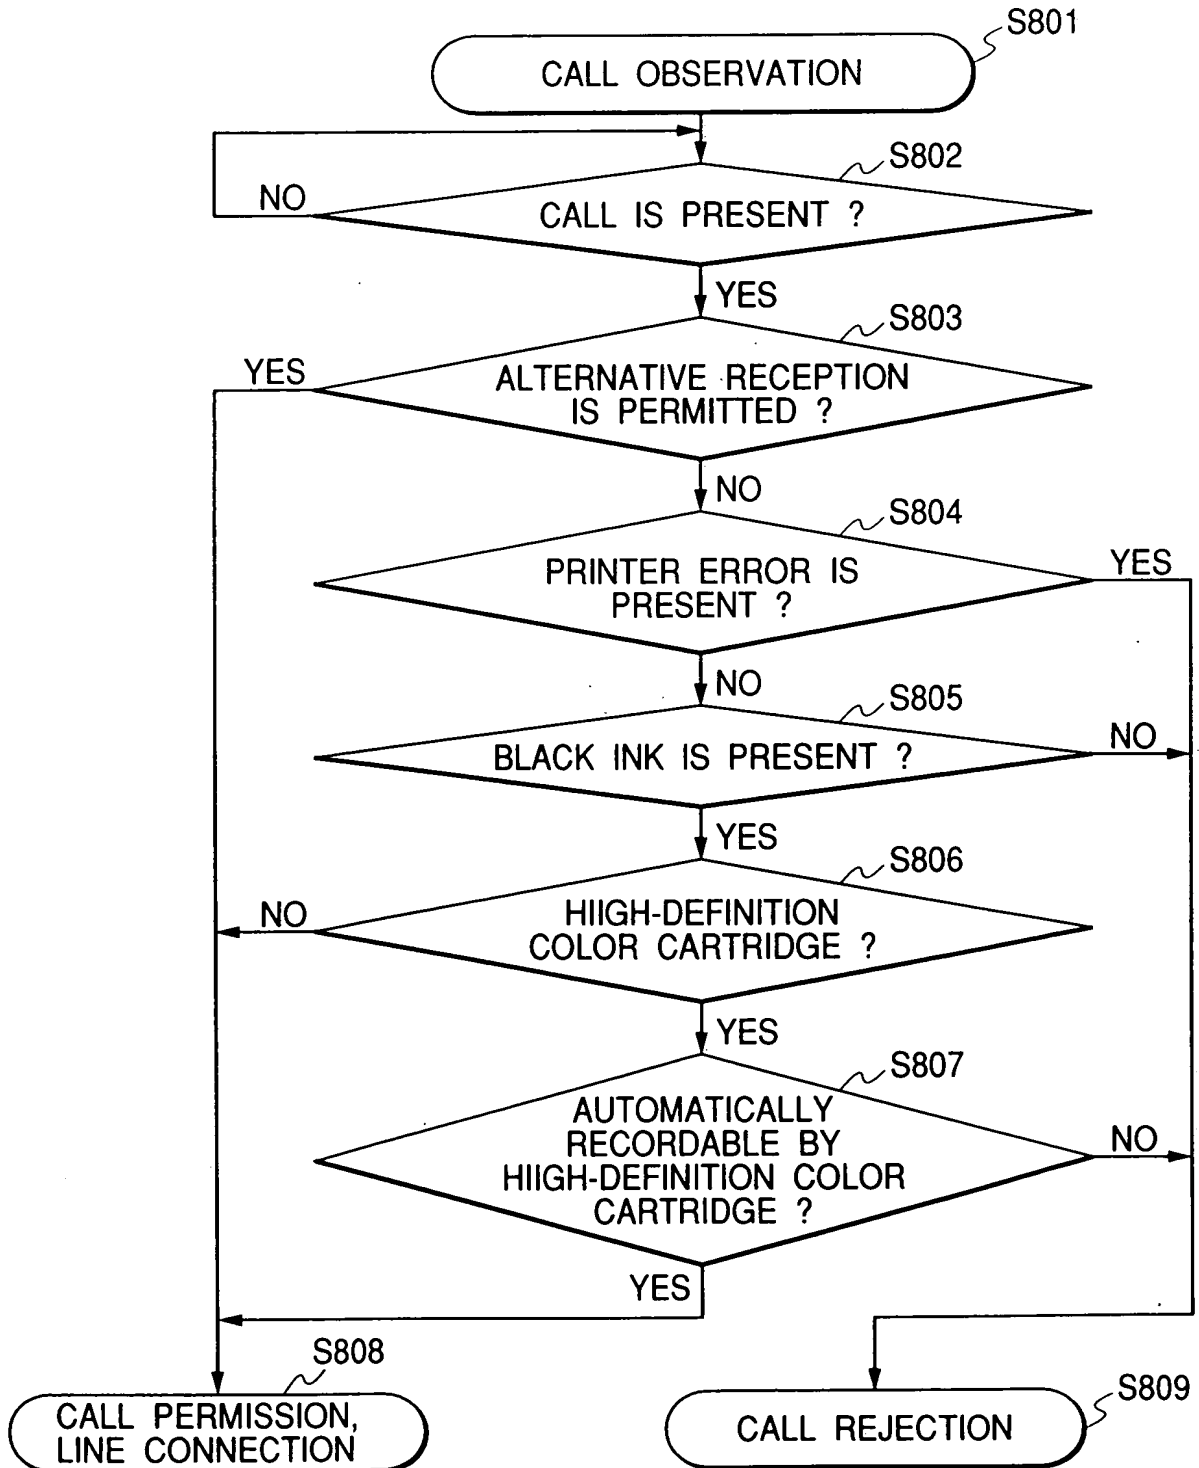 S801
CALL OBSERVATION
S802
NO
CALL IS PRESENT ?
YES
S803
YES
ALTERNATIVE RECEPTION
IS PERMITTED ?
NO
S804
PRINTER ERROR IS
PRESENT ?
YES
NO
S805
BLACK INK IS PRESENT ?
NO
YES
S806
NO
HIIGH-DEFINITION
COLOR CARTRIDGE ?
YES
S807
AUTOMATICALLY
RECORDABLE BY
HIIGH-DEFINITION COLOR
CARTRIDGE ?
NO
YES
S808
CALL PERMISSION,
LINE CONNECTION
S809
CALL REJECTION